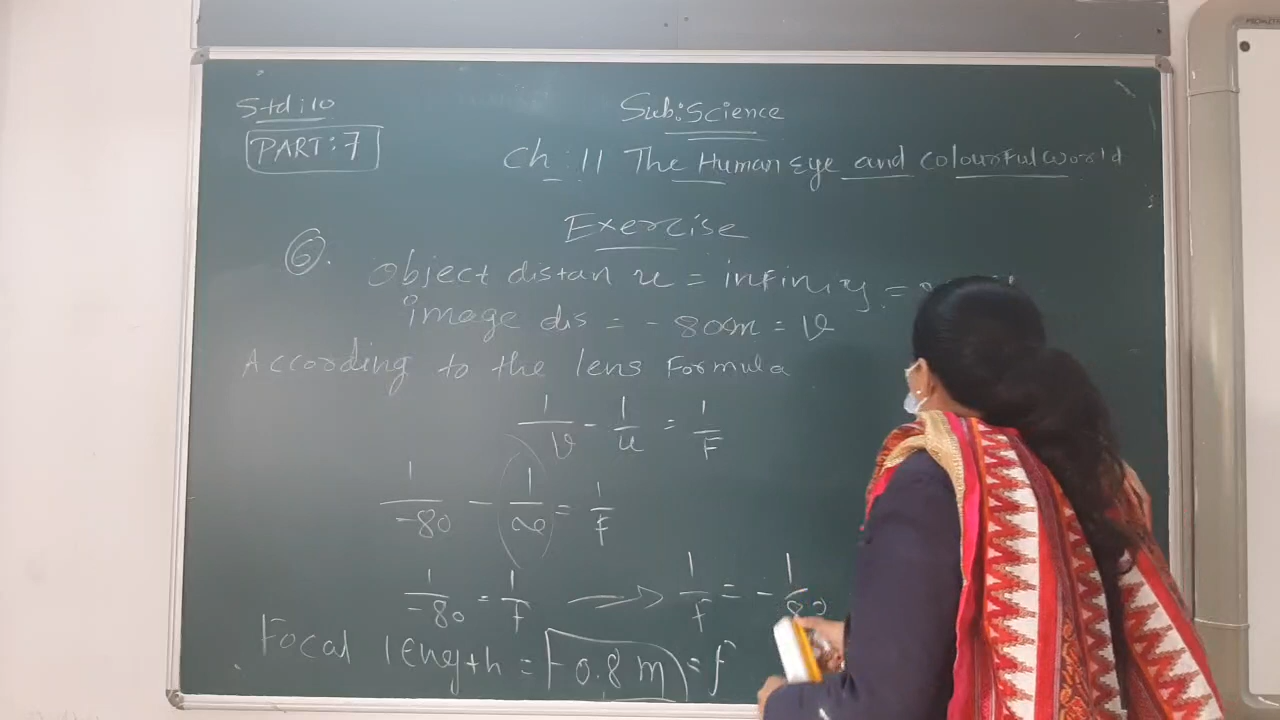 Std:10
Sub:Science
PART:7
Ch:11 The Human Eye and Colourful World
Exercise
6. Object distan u = infinity =
image dis = - 80cm = v
According to the lens Formula
1/v - 1/u = 1/F
1/-80 - 1/∞ = 1/F
1/-80 = 1/F → 1/f = - 1/80
Focal length = -0.8 m = f